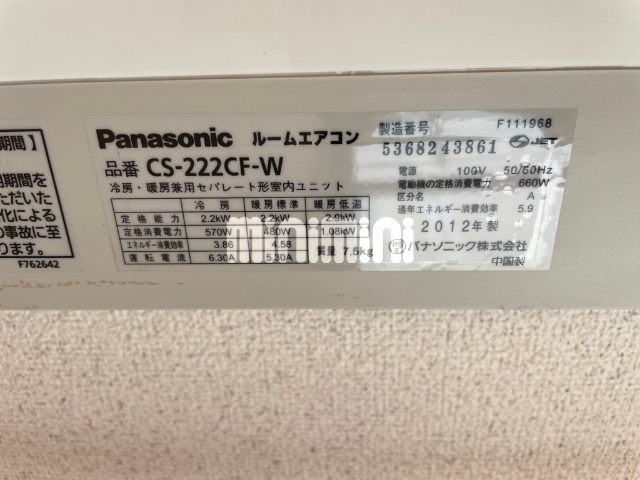 期間】
用期間を
ただいた
化による
の事故に至
ります。
F762642
Panasonic ルームエアコン
品番 CS-222CF-W
冷房・暖房兼用セパレート形室内ユニット
冷房 暖房標準 暖房低温
定格能力 2.2kW 2.2kW 2.9kW
定格消費電力 570W 480W 1.08kW
エネルギー消費効率 3.86 4.58
運転電流 6.30A 5.30A 質量 7.5kg
製造番号 F111968
5368243861 JET
電源 100V 50/60Hz
電動機の定格消費電力 660W
区分名 A
通年エネルギー消費効率 5.9
2012年製
PSE パナソニック株式会社
中国製
minimini